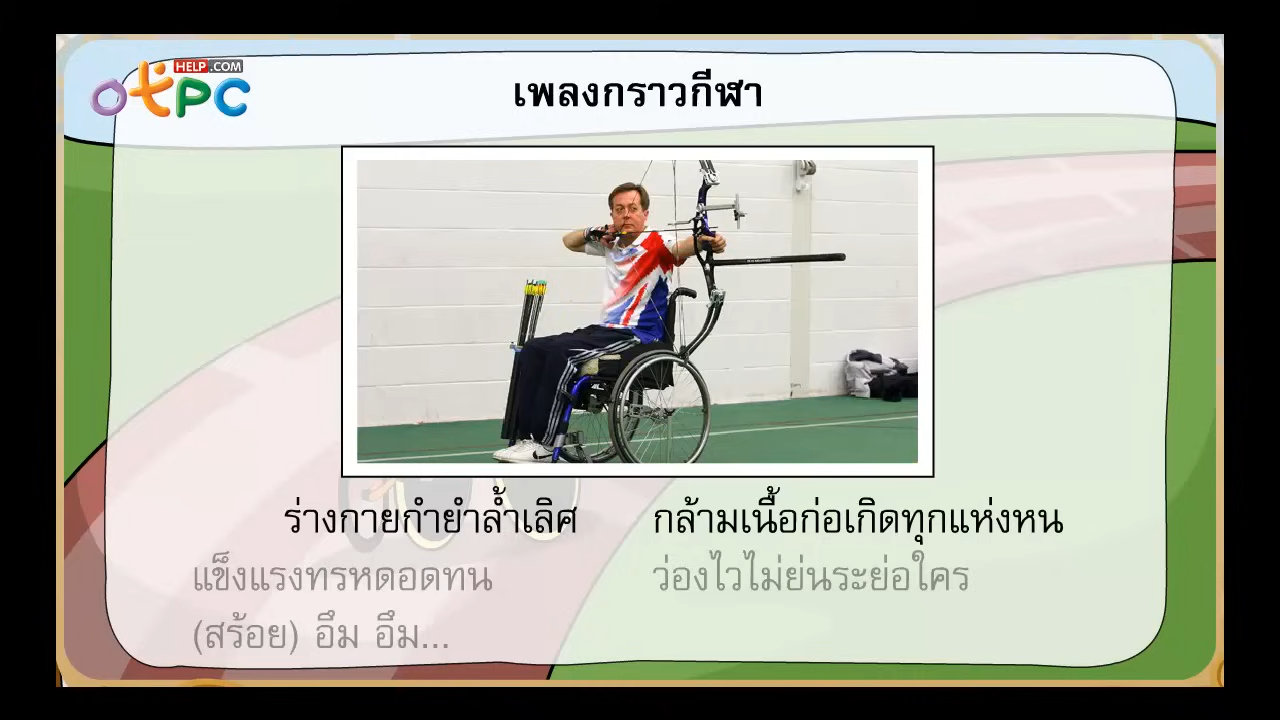 HELP .COM
OTPC
เพลงกราวกีฬา
ร่างกายกำยำล้ำเลิศ กล้ามเนื้อก่อเกิดทุกแห่งหน
แข็งแรงทรหดอดทน ว่องไวไม่ย่นระย่อใคร
(สร้อย) อึม อึม...